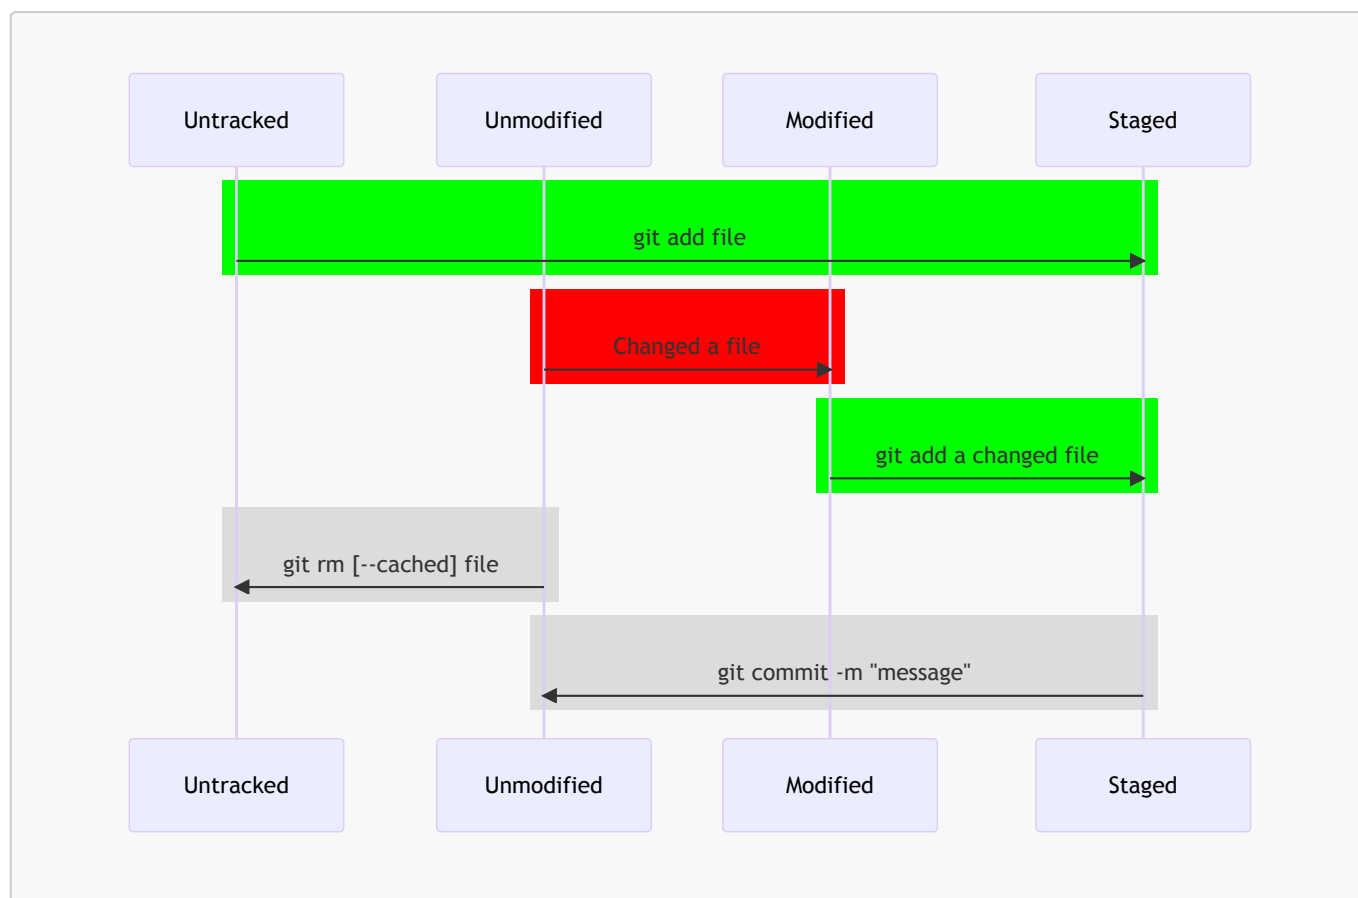 Untracked
Unmodified
Modified
Staged
git add file
Changed a file
git add a changed file
git rm [--cached] file
git commit -m "message"
Untracked
Unmodified
Modified
Staged